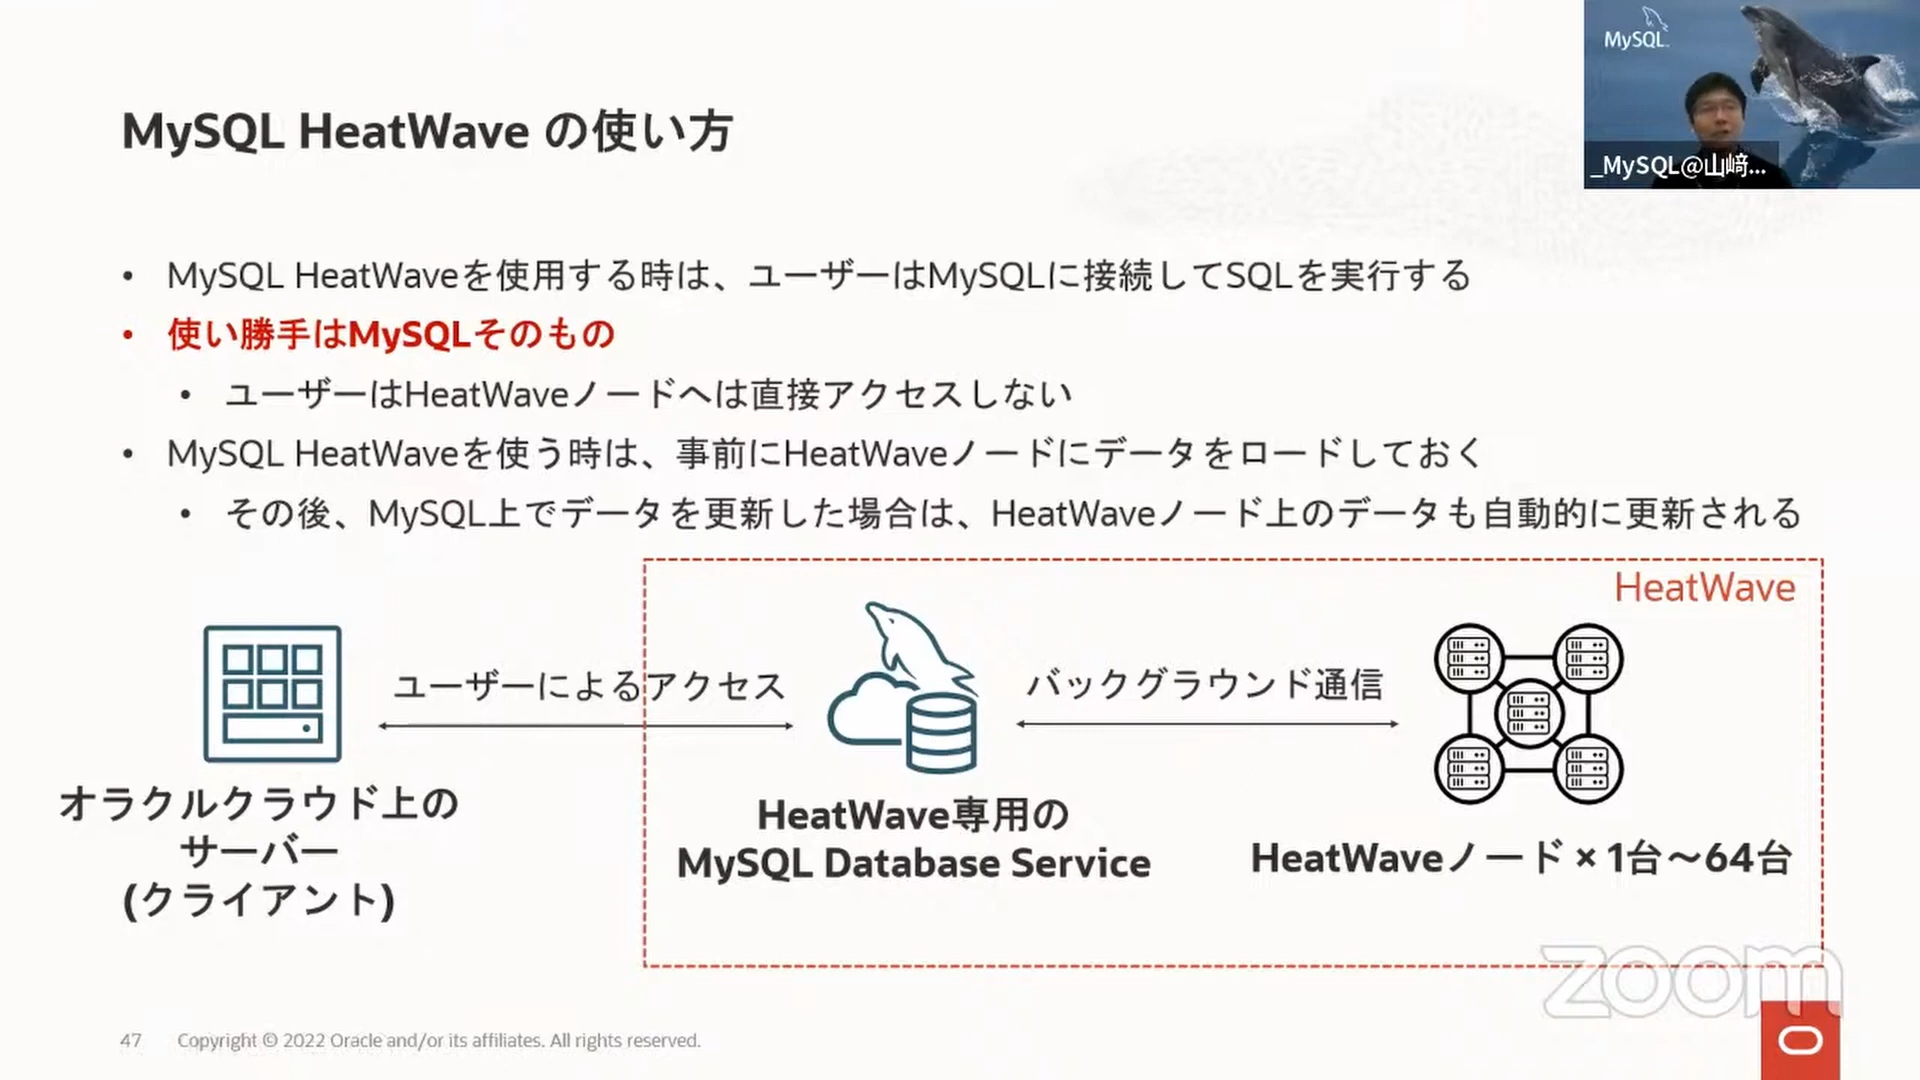 MySQL
_MySQL@山﨑...
MySQL HeatWave の使い方
• MySQL HeatWaveを使用する時は、ユーザーはMySQLに接続してSQLを実行する
• 使い勝手はMySQLそのもの
• ユーザーはHeatWaveノードへは直接アクセスしない
• MySQL HeatWaveを使う時は、事前にHeatWaveノードにデータをロードしておく
• その後、MySQL上でデータを更新した場合は、HeatWaveノード上のデータも自動的に更新される
HeatWave
ユーザーによるアクセス
バックグラウンド通信
オラクルクラウド上の
サーバー
(クライアント)
HeatWave専用の
MySQL Database Service
HeatWaveノード × 1台～64台
zoom
47 Copyright © 2022 Oracle and/or its affiliates. All rights reserved.